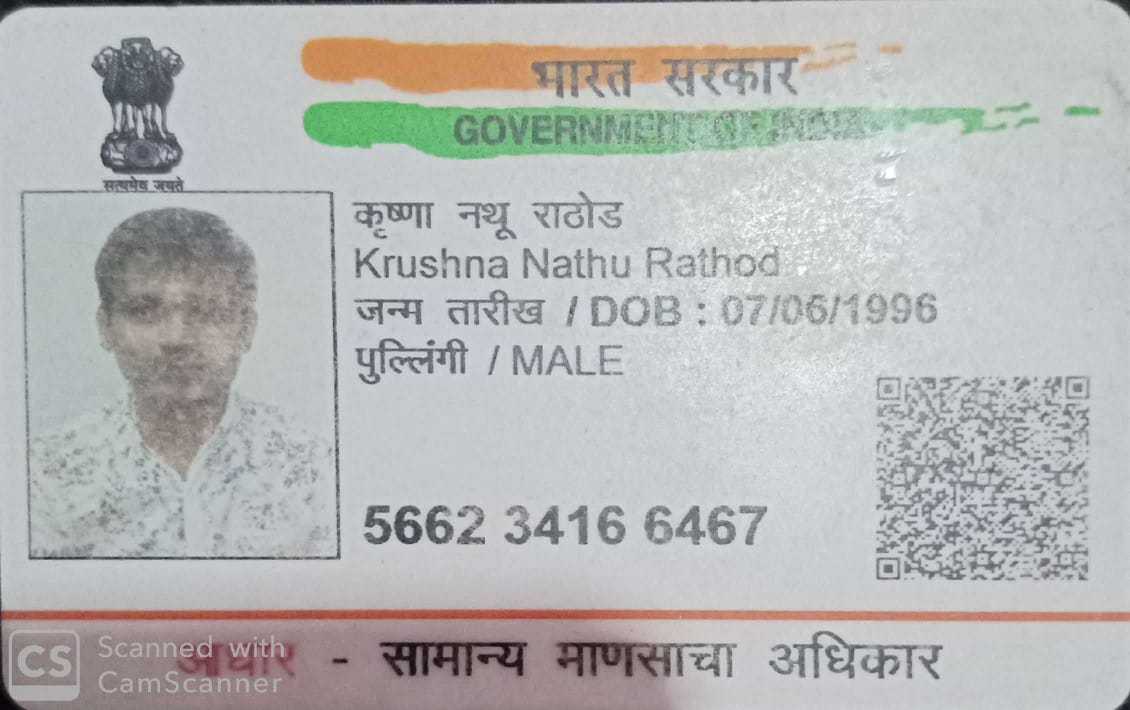 भारत सरकार
GOVERNMENT OF INDIA
सत्यमेव जयते
कृष्णा नथू राठोड
Krushna Nathu Rathod
जन्म तारीख / DOB : 07/06/1996
पुल्लिंगी / MALE
5662 3416 6467
आधार - सामान्य माणसाचा अधिकार
CS Scanned with
CamScanner